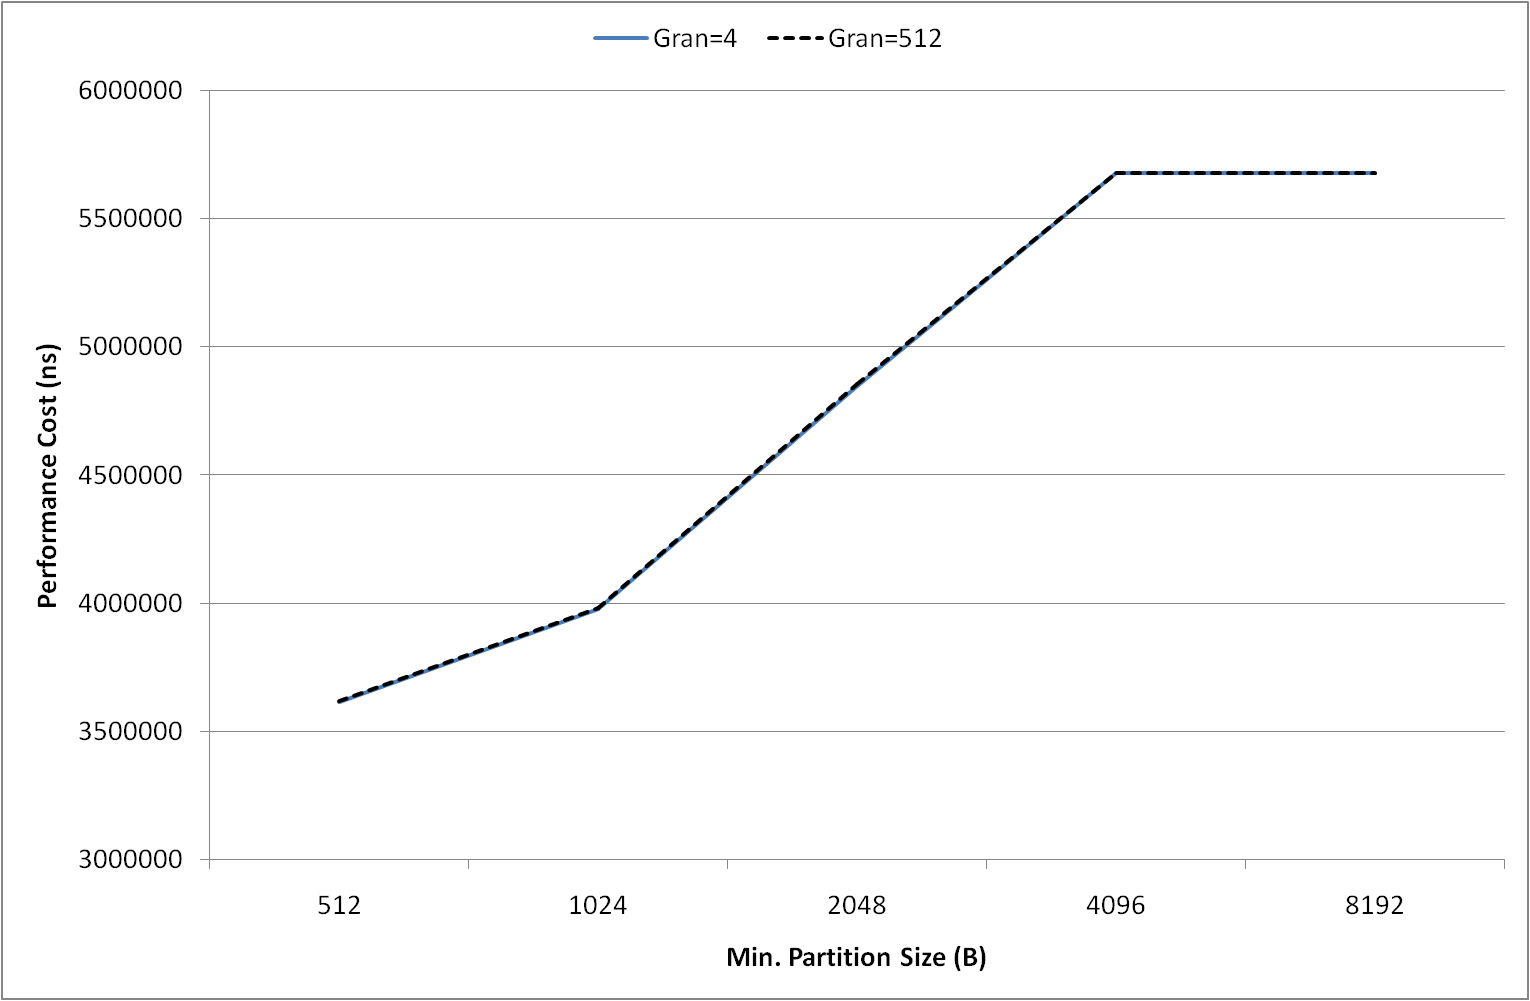 Gran=4 Gran=512
6000000
5500000
5000000
4500000
4000000
3500000
3000000
Performance Cost (ns)
512 1024 2048 4096 8192
Min. Partition Size (B)